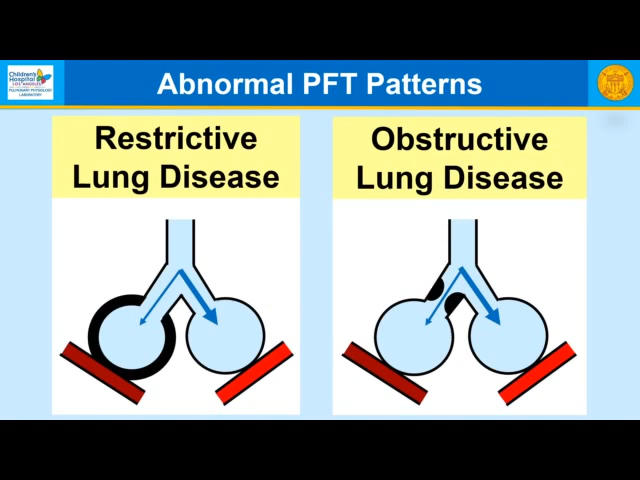 Children's
Hospital
LOS ANGELES
PULMONARY PHYSIOLOGY
LABORATORY
Abnormal PFT Patterns
Restrictive
Lung Disease
Obstructive
Lung Disease